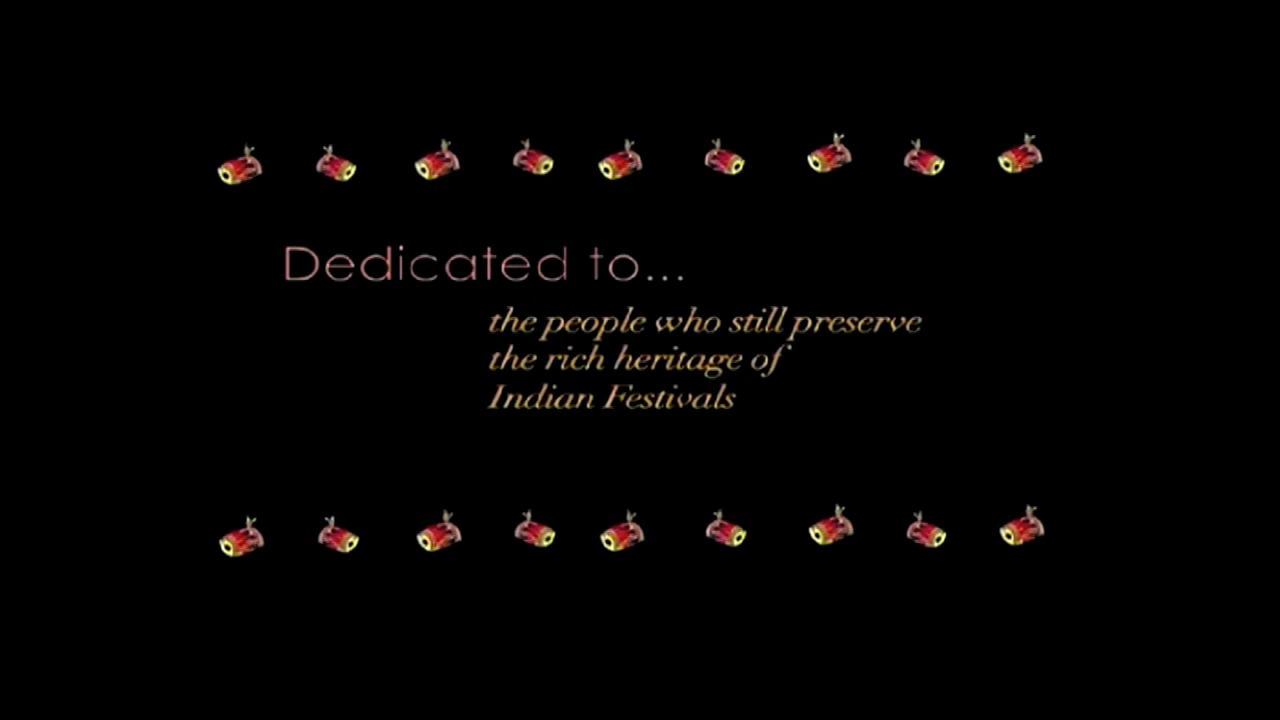 Dedicated to...
the people who still preserve
the rich heritage of
Indian Festivals